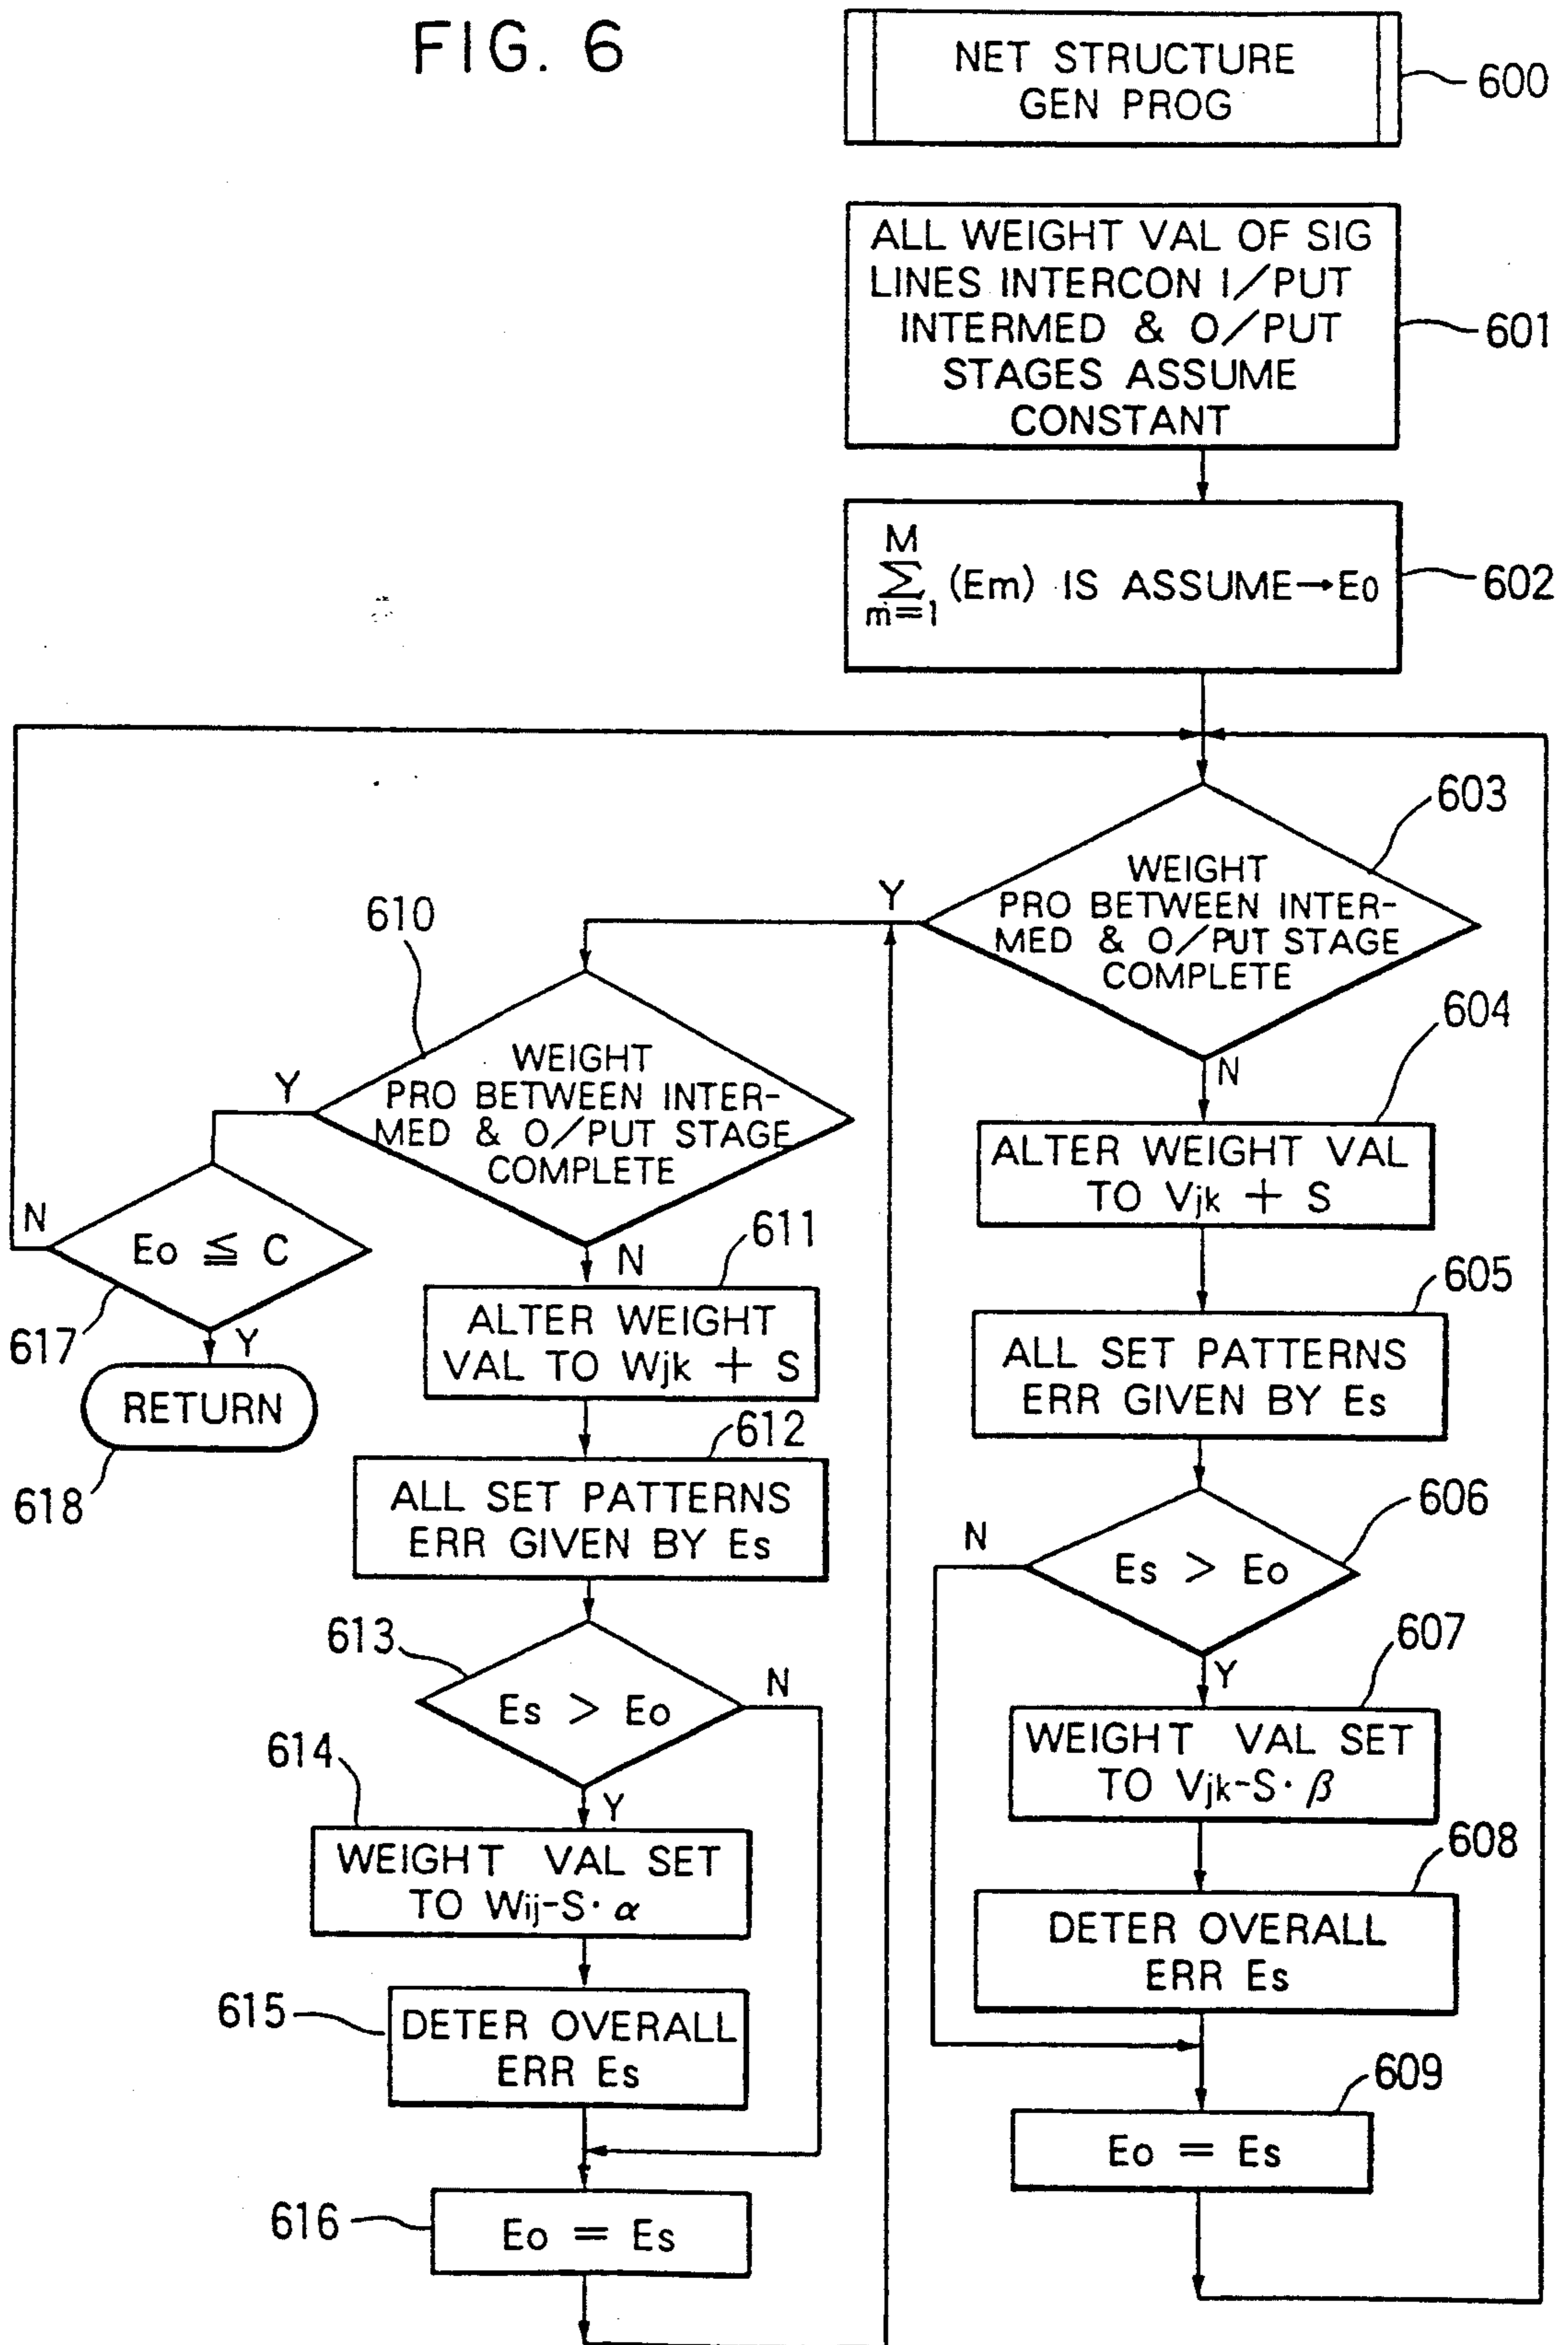 FIG. 6
NET STRUCTURE
GEN PROG
600
ALL WEIGHT VAL OF SIG
LINES INTERCON I/PUT
INTERMED & O/PUT
STAGES ASSUME
CONSTANT
601
M
∑ (Em) IS ASSUME→E0
m=1
602
603
WEIGHT
PRO BETWEEN INTER-
MED & O/PUT STAGE
COMPLETE
Y
N
604
ALTER WEIGHT VAL
TO Vjk + S
605
ALL SET PATTERNS
ERR GIVEN BY Es
606
Es > Eo
N
Y
607
WEIGHT VAL SET
TO Vjk-S·β
608
DETER OVERALL
ERR Es
609
Eo = Es
610
WEIGHT
PRO BETWEEN INTER-
MED & O/PUT STAGE
COMPLETE
Y
N
611
ALTER WEIGHT
VAL TO Wjk + S
612
ALL SET PATTERNS
ERR GIVEN BY Es
613
Es > Eo
N
Y
614
WEIGHT VAL SET
TO Wij-S·α
615
DETER OVERALL
ERR Es
616
Eo = Es
N
Eo ≦ C
617
Y
RETURN
618